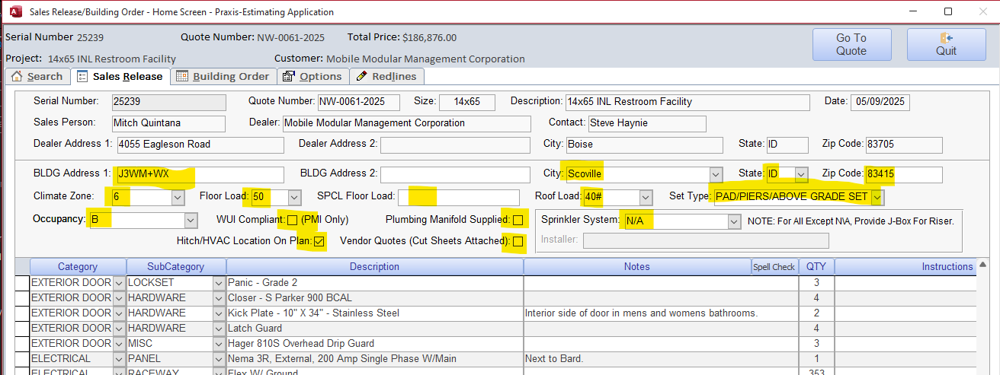 Sales Release/Building Order - Home Screen - Praxis-Estimating Application
Serial Number 25239 Quote Number: NW-0061-2025 Total Price: $186,876.00
Go To Quote Quit
Project: 14x65 INL Restroom Facility Customer: Mobile Modular Management Corporation
Search Sales Release Building Order Options Redlines
Serial Number: 25239 Quote Number: NW-0061-2025 Size: 14x65 Description: 14x65 INL Restroom Facility Date: 05/09/2025
Sales Person: Mitch Quintana Dealer: Mobile Modular Management Corporation Contact: Steve Haynie
Dealer Address 1: 4055 Eagleson Road Dealer Address 2: City: Boise State: ID Zip Code: 83705
BLDG Address 1: J3WM+WX BLDG Address 2: City: Scoville State: ID Zip Code: 83415
Climate Zone: 6 Floor Load: 50 SPCL Floor Load: Roof Load: 40# Set Type: PAD/PIERS/ABOVE GRADE SET
Occupancy: B WUI Compliant: (PMI Only) Plumbing Manifold Supplied: Sprinkler System: N/A NOTE: For All Except N\A, Provide J-Box For Riser.
Hitch/HVAC Location On Plan: Vendor Quotes (Cut Sheets Attached): Installer:
Category SubCategory Description Notes Spell Check QTY Instructions
EXTERIOR DOOR LOCKSET Panic - Grade 2 3
EXTERIOR DOOR HARDWARE Closer - S Parker 900 BCAL 4
EXTERIOR DOOR HARDWARE Kick Plate - 10" X 34" - Stainless Steel Interior side of door in mens and womens bathrooms. 2
EXTERIOR DOOR HARDWARE Latch Guard 4
EXTERIOR DOOR MISC Hager 810S Overhead Drip Guard 3
ELECTRICAL PANEL Nema 3R, External, 200 Amp Single Phase W/Main Next to Bard. 1
ELECTRICAL RACEWAY Flex W/ Ground 353